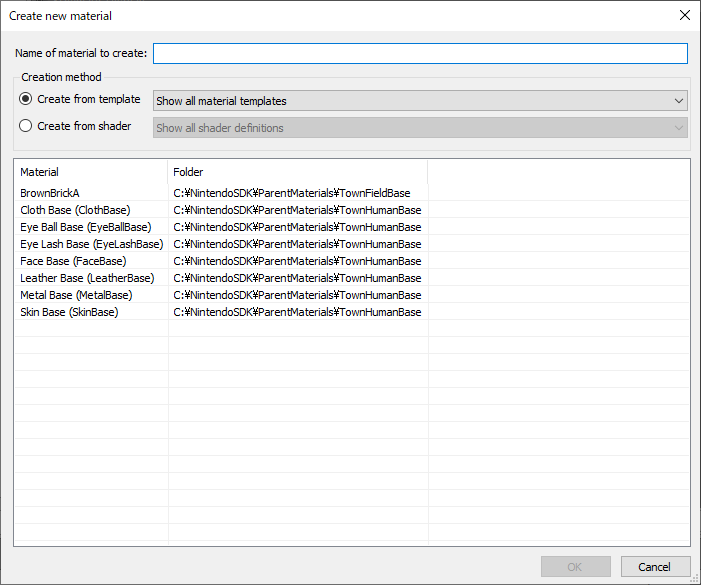 Create new material
Name of material to create:
Creation method
Create from template
Show all material templates
Create from shader
Show all shader definitions
Material Folder
BrownBrickA C:¥NintendoSDK¥ParentMaterials¥TownFieldBase
Cloth Base (ClothBase) C:¥NintendoSDK¥ParentMaterials¥TownHumanBase
Eye Ball Base (EyeBallBase) C:¥NintendoSDK¥ParentMaterials¥TownHumanBase
Eye Lash Base (EyeLashBase) C:¥NintendoSDK¥ParentMaterials¥TownHumanBase
Face Base (FaceBase) C:¥NintendoSDK¥ParentMaterials¥TownHumanBase
Leather Base (LeatherBase) C:¥NintendoSDK¥ParentMaterials¥TownHumanBase
Metal Base (MetalBase) C:¥NintendoSDK¥ParentMaterials¥TownHumanBase
Skin Base (SkinBase) C:¥NintendoSDK¥ParentMaterials¥TownHumanBase
OK Cancel